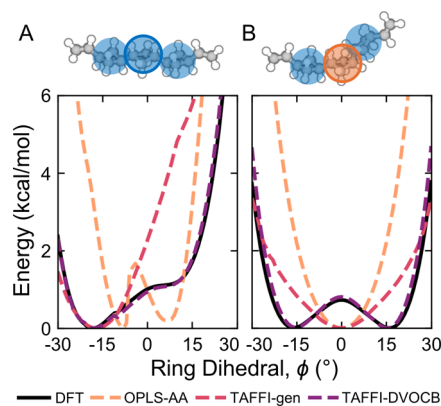 A
B
6
4
2
0
Energy (kcal/mol)
-30 -15 0 15 30
-30 -15 0 15 30
Ring Dihedral, ϕ (°)
DFT OPLS-AA TAFFI-gen TAFFI-DVOCB